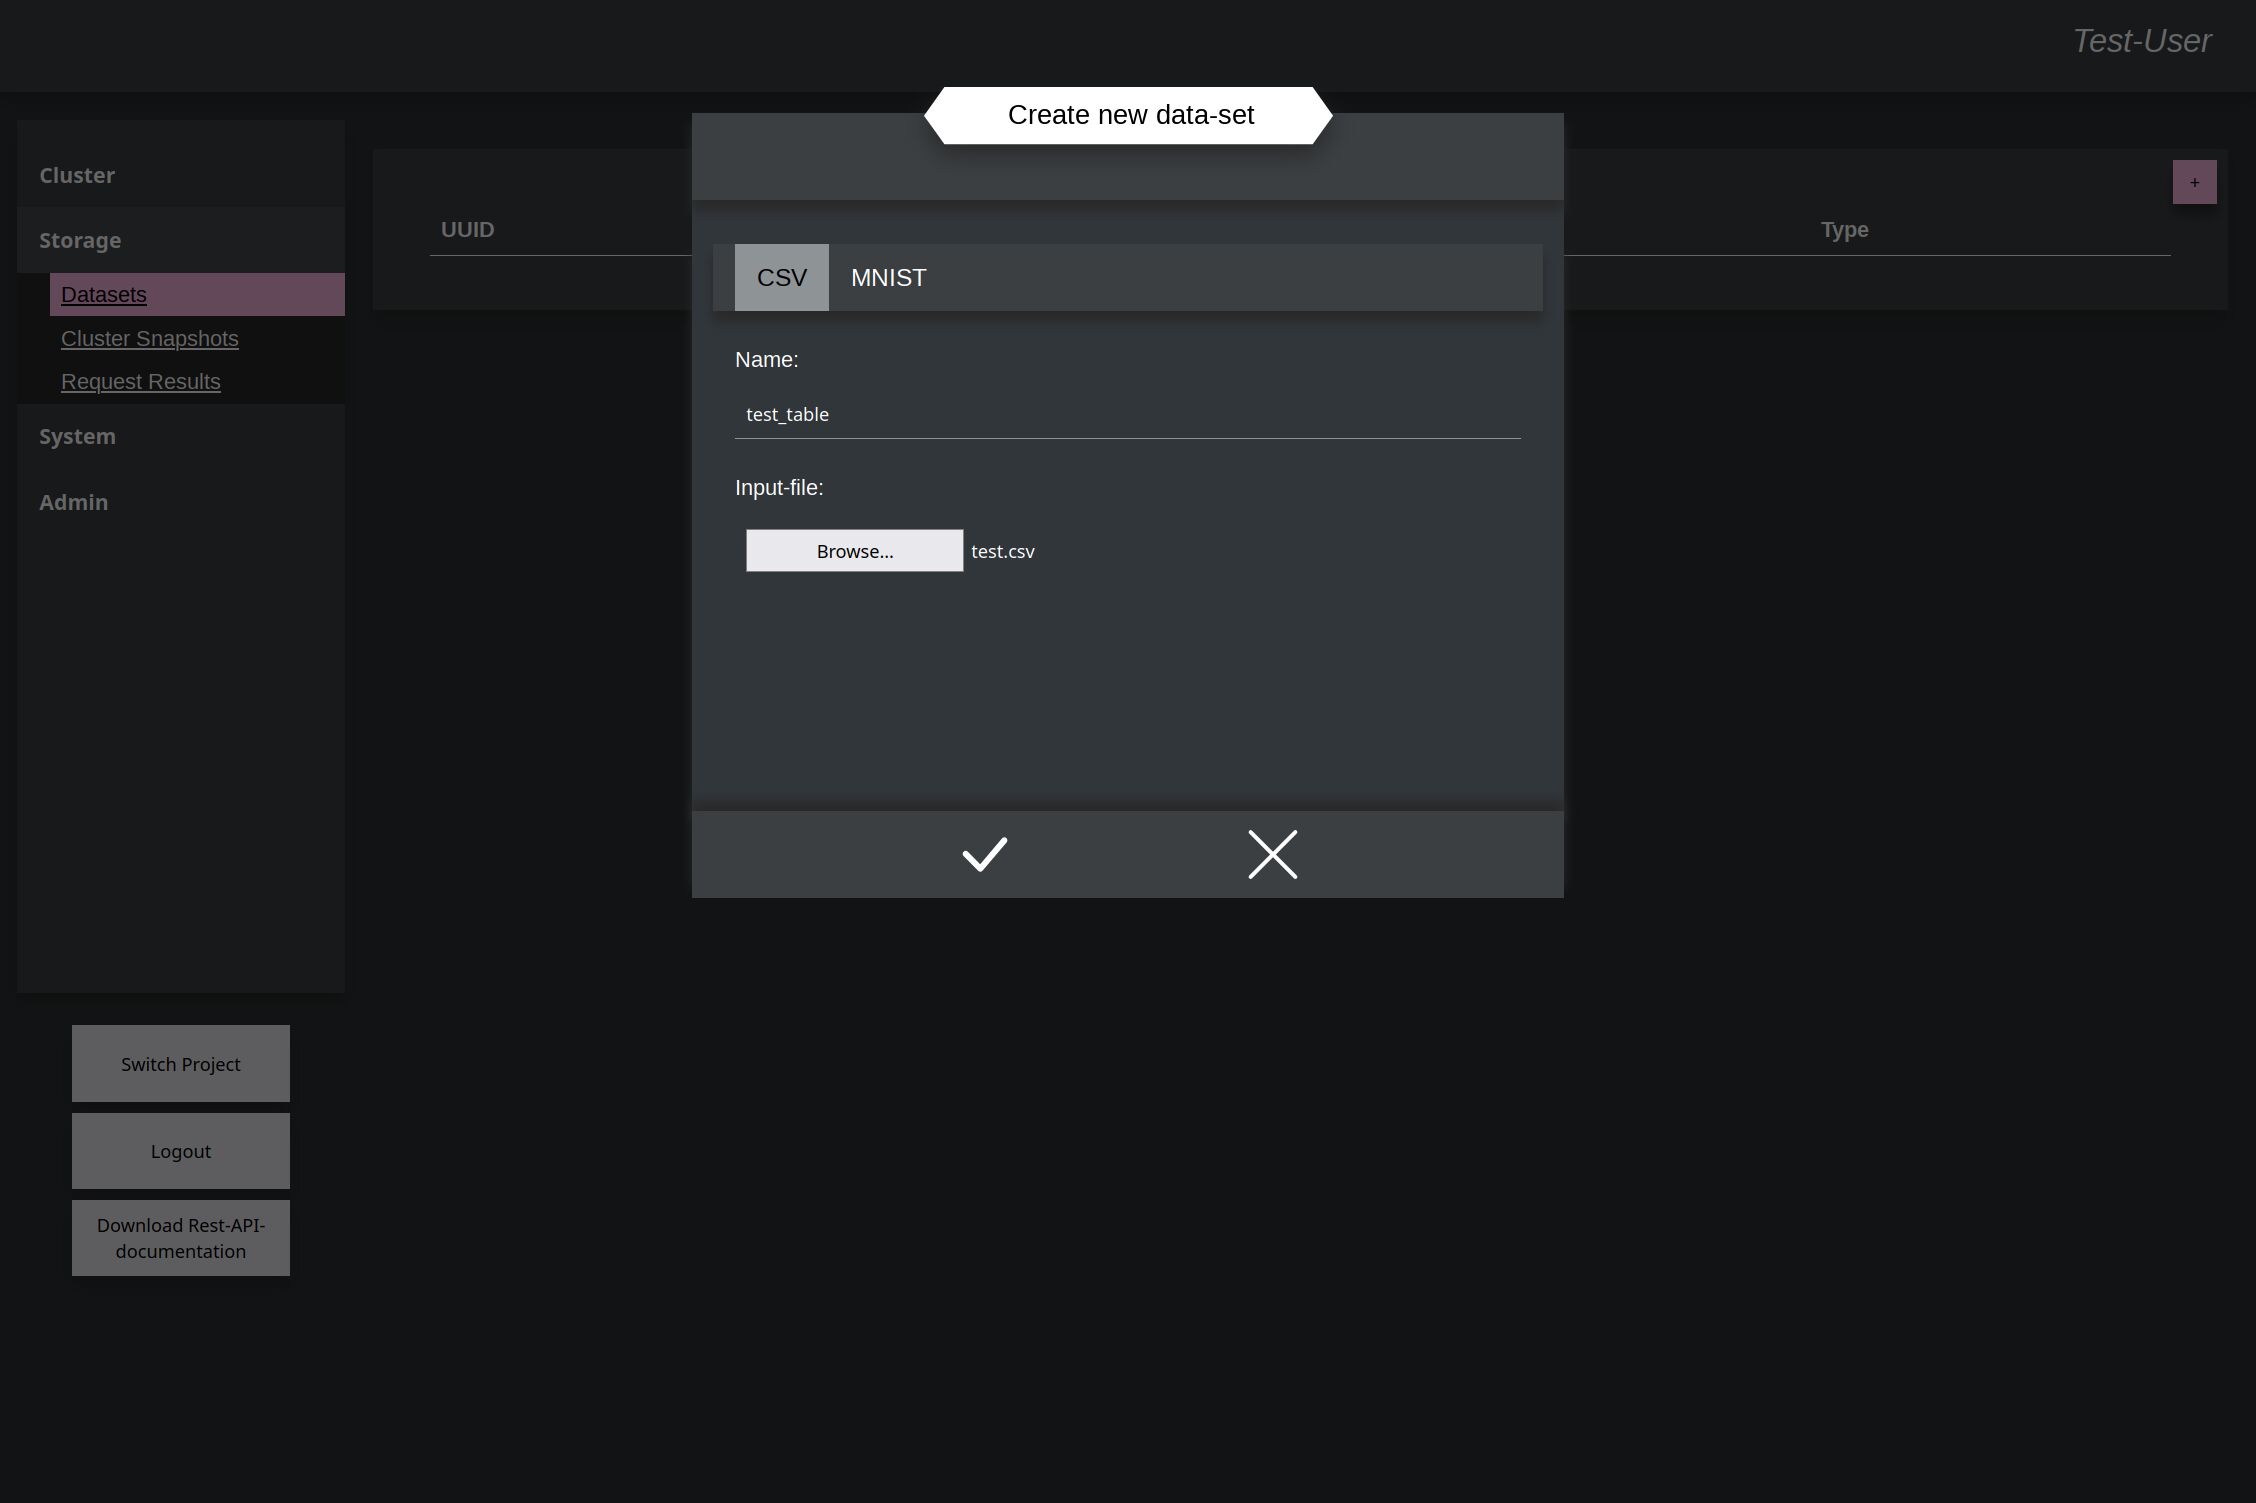 Test-User
Create new data-set
Cluster
Storage
Datasets
Cluster Snapshots
Request Results
System
Admin
UUID
Type
+
CSV MNIST
Name:
test_table
Input-file:
Browse... test.csv
Switch Project
Logout
Download Rest-API-
documentation